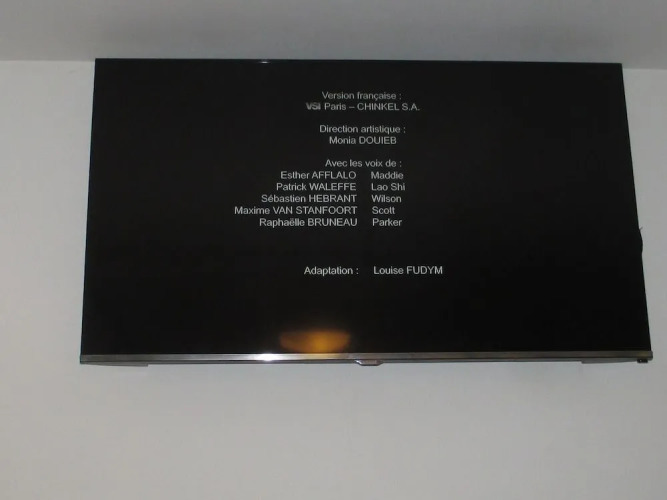 Version française :
VSI Paris – CHINKEL S.A.
Direction artistique :
Monia DOUIEB
Avec les voix de :
Esther AFFLALO Maddie
Patrick WALEFFE Lao Shi
Sébastien HEBRANT Wilson
Maxime VAN STANFOORT Scott
Raphaëlle BRUNEAU Parker
Adaptation : Louise FUDYM